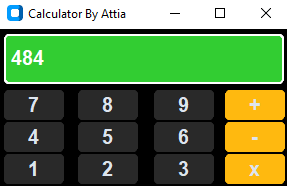 Calculator By Attia
484
7 8 9 +
4 5 6 -
1 2 3 x